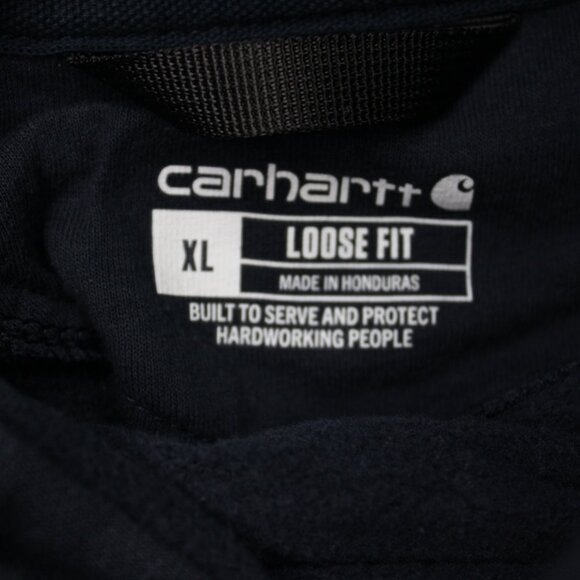 carhartt
XL
LOOSE FIT
MADE IN HONDURAS
BUILT TO SERVE AND PROTECT
HARDWORKING PEOPLE